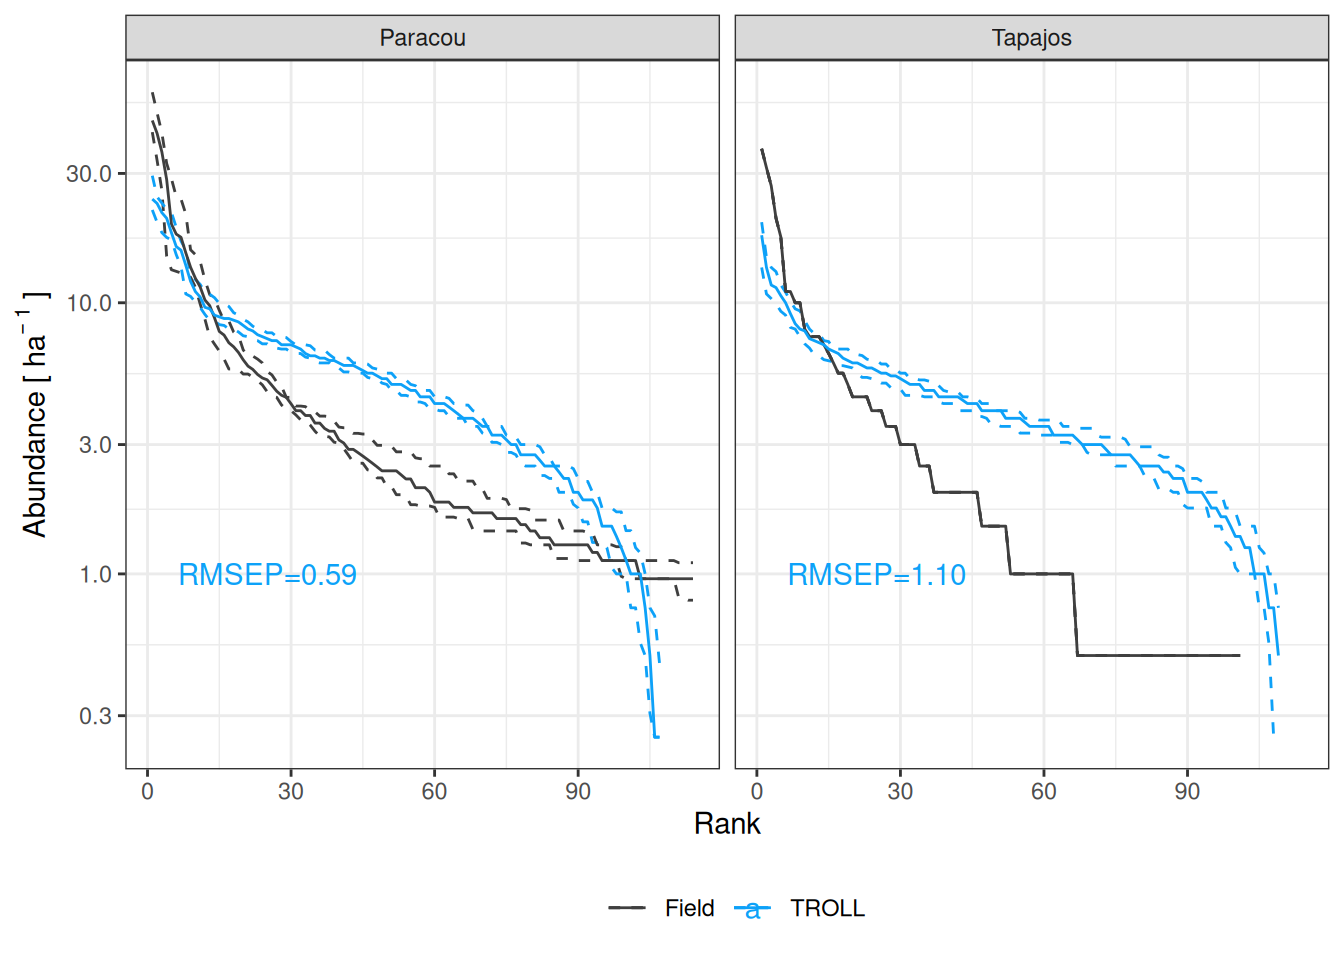 Paracou
Tapajos
Abundance [ ha⁻¹ ]
30.0
10.0
3.0
1.0
0.3
RMSEP=0.59
RMSEP=1.10
0 30 60 90
0 30 60 90
Rank
Field
a TROLL